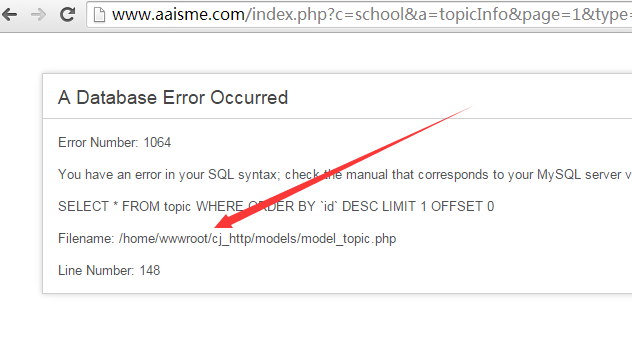 www.aaisme.com/index.php?c=school&a=topicInfo&page=1&type=
A Database Error Occurred
Error Number: 1064
You have an error in your SQL syntax; check the manual that corresponds to your MySQL server v
SELECT * FROM topic WHERE ORDER BY `id` DESC LIMIT 1 OFFSET 0
Filename: /home/wwwroot/cj_http/models/model_topic.php
Line Number: 148